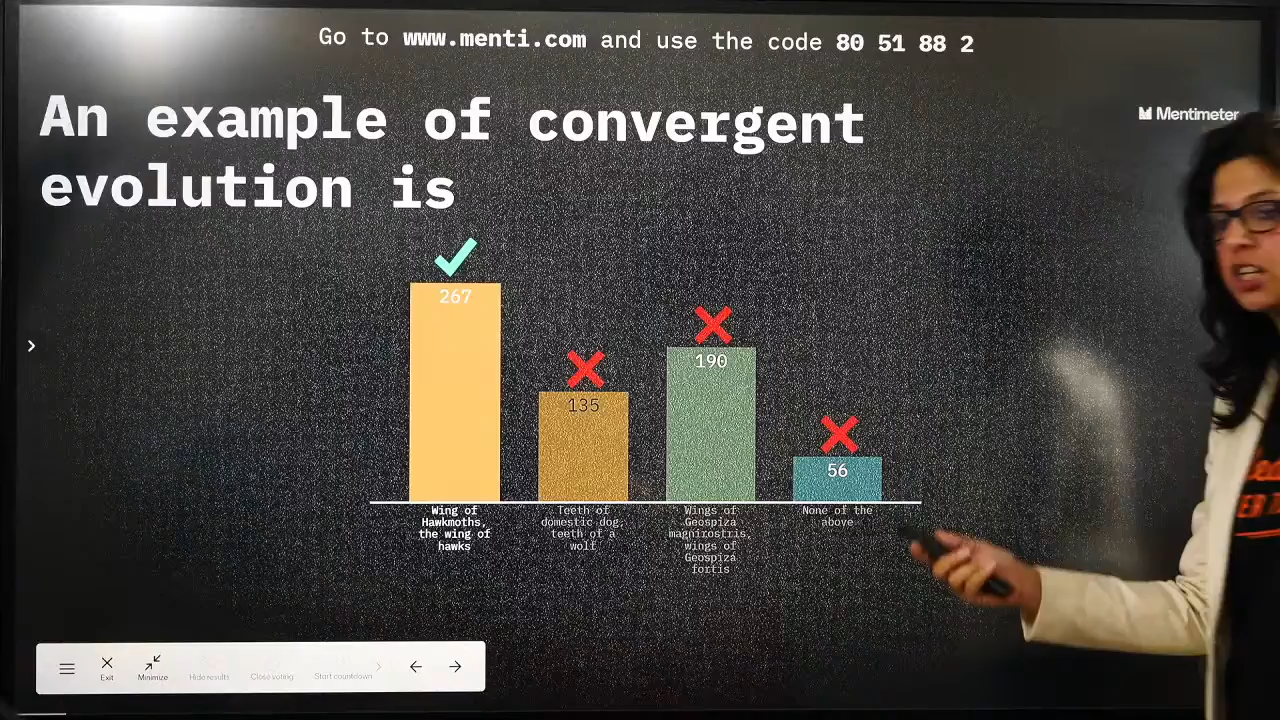 Go to www.menti.com and use the code 80 51 88 2
An example of convergent
evolution is
Mentimeter
267
135
190
56
Wing of
Hawkmoths,
the wing of
hawks
Teeth of
domestic dog,
teeth of a
wolf
Wings of
Geospiza
magnirostris,
wings of
Geospiza
fortis
None of the
above
Exit
Minimize
Hide results
Close voting
Start countdown